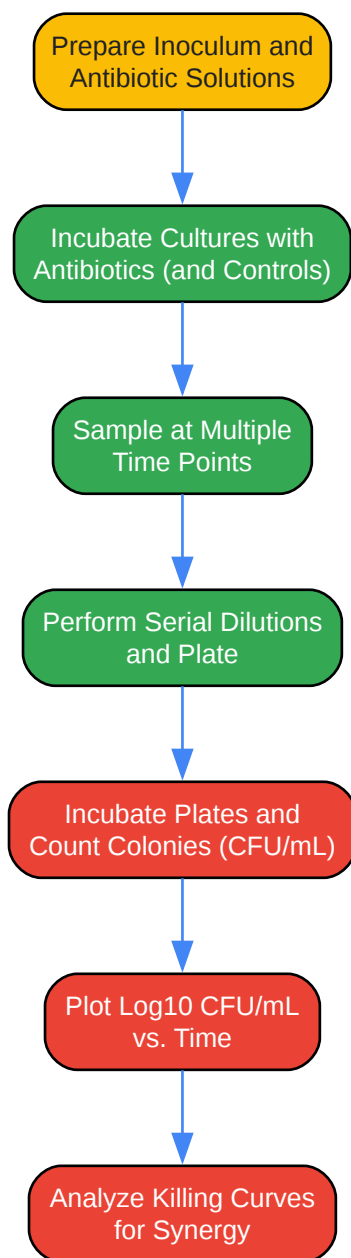 Prepare Inoculum and
Antibiotic Solutions
Incubate Cultures with
Antibiotics (and Controls)
Sample at Multiple
Time Points
Perform Serial Dilutions
and Plate
Incubate Plates and
Count Colonies (CFU/mL)
Plot Log10 CFU/mL
vs. Time
Analyze Killing Curves
for Synergy